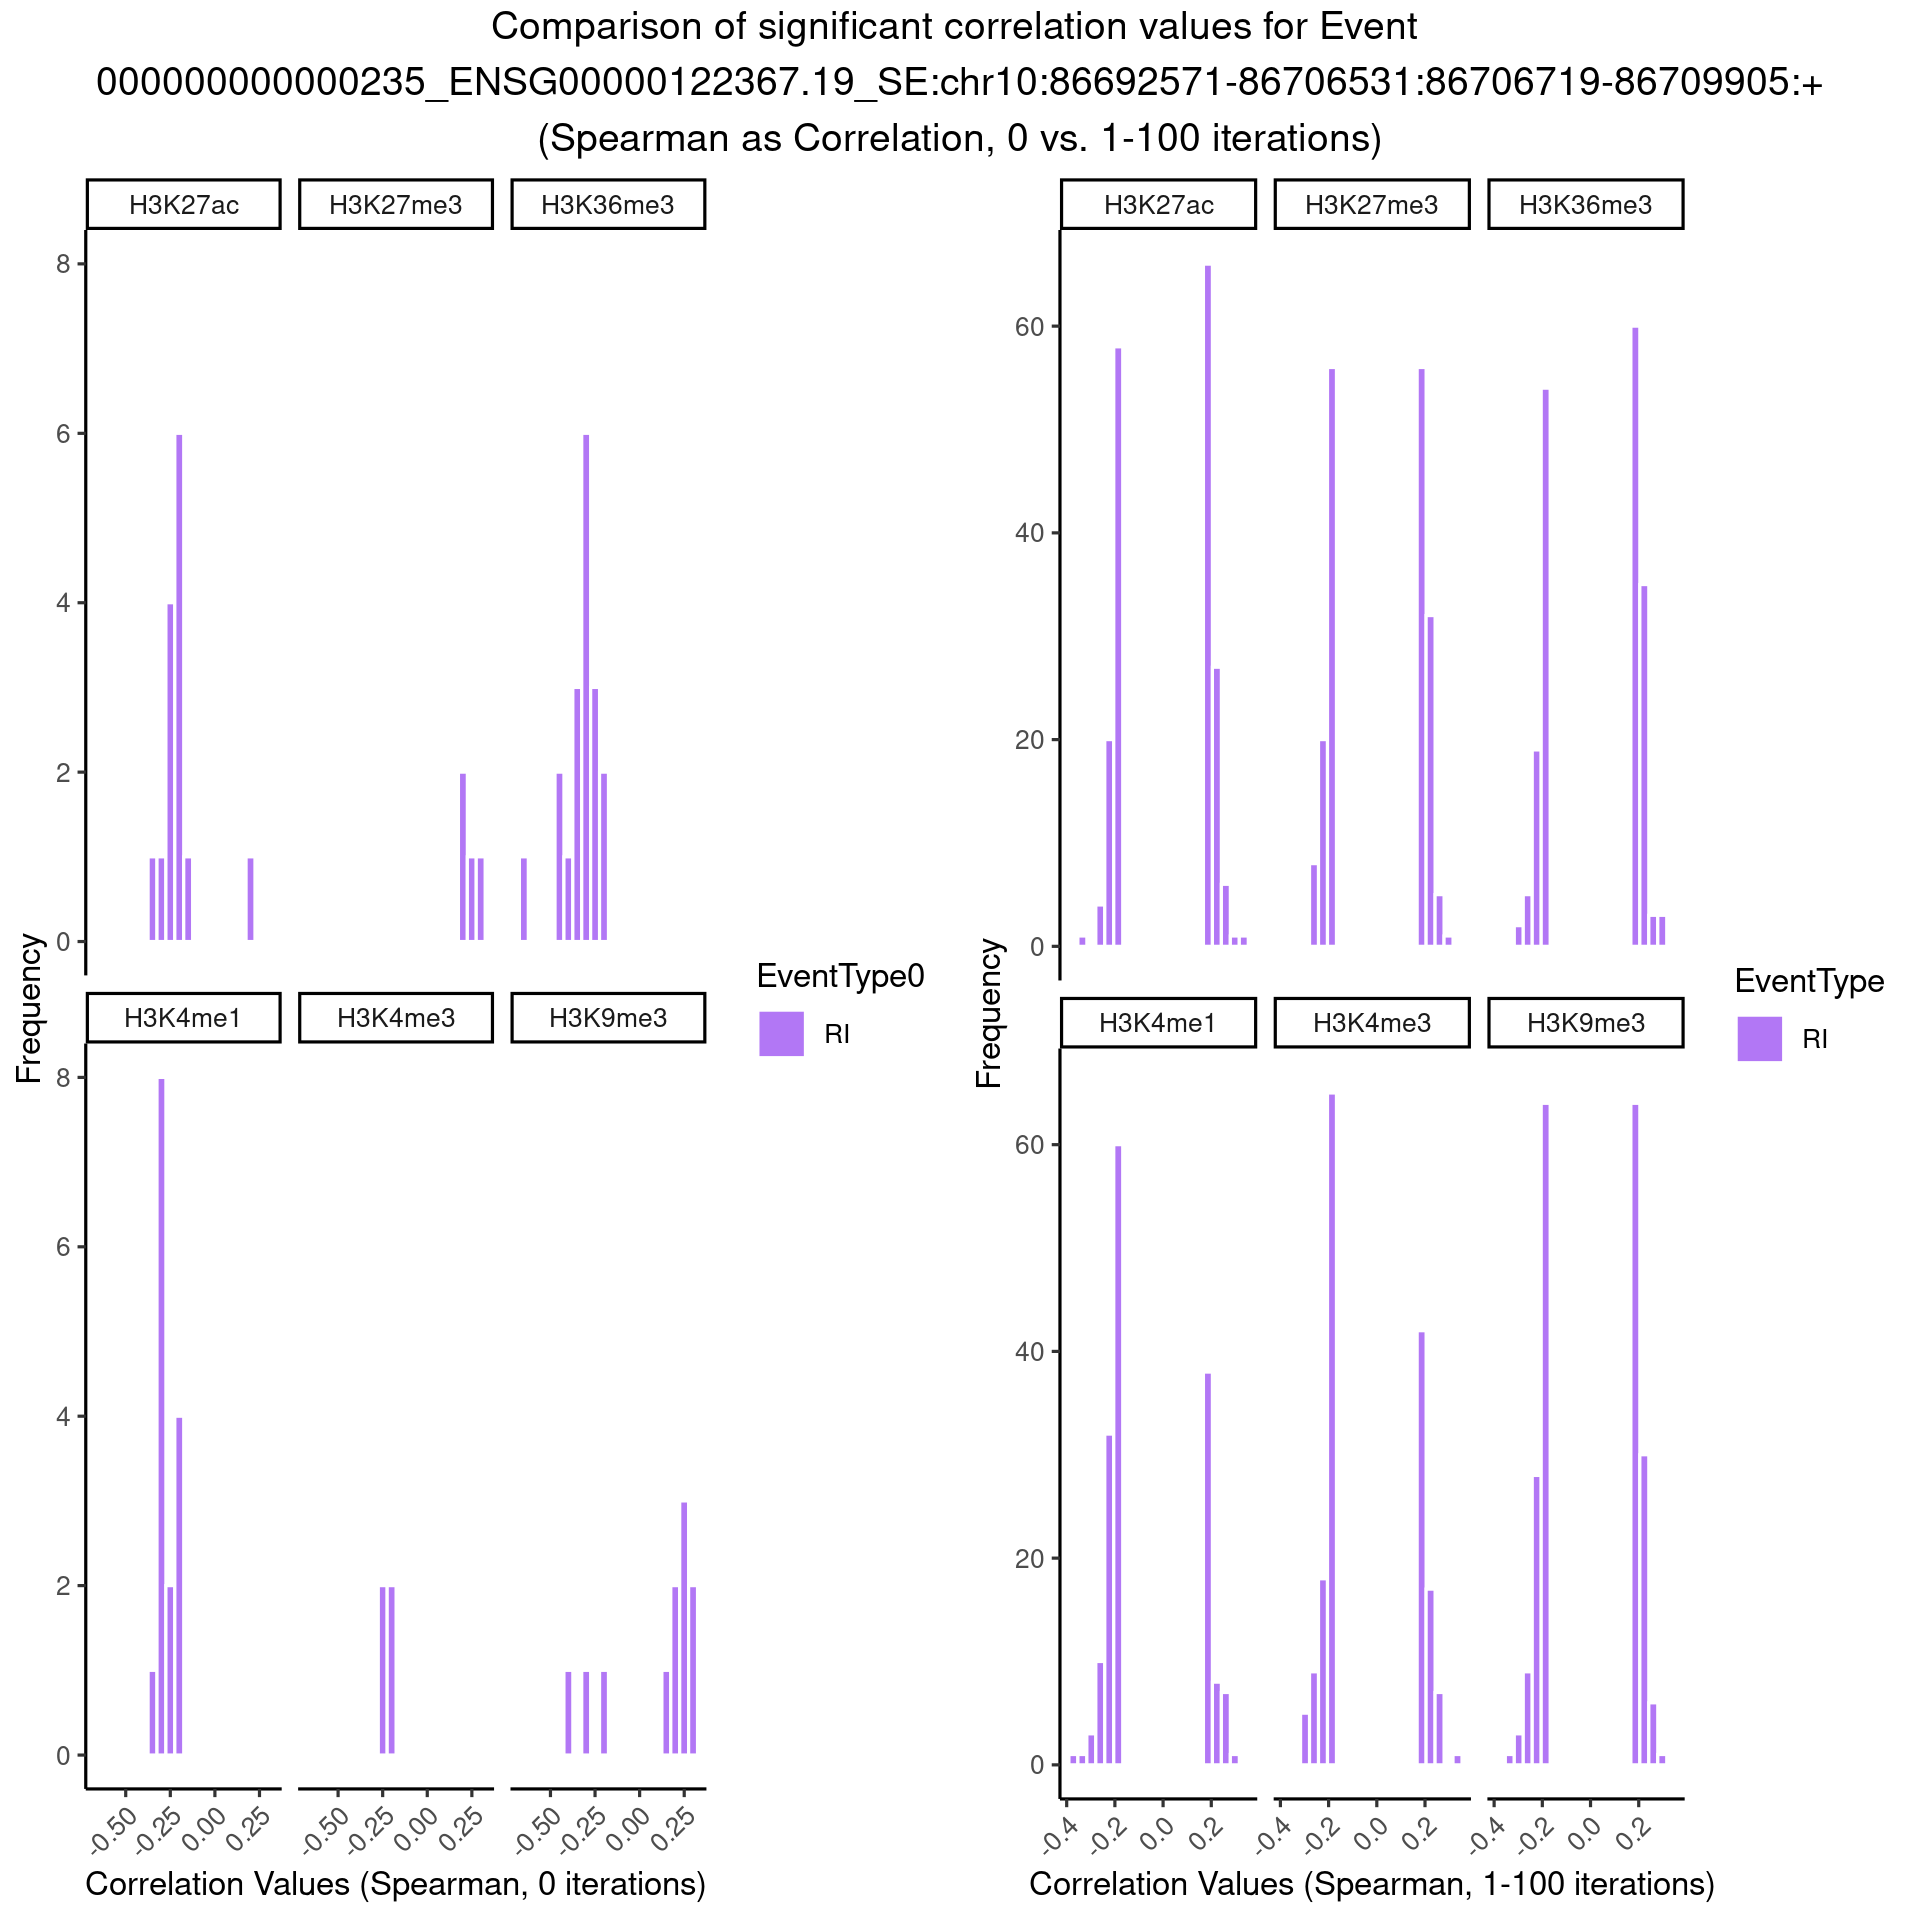 Comparison of significant correlation values for Event
000000000000235_ENSG00000122367.19_SE:chr10:86692571-86706531:86706719-86709905:+
(Spearman as Correlation, 0 vs. 1-100 iterations)
H3K27ac H3K27me3 H3K36me3
8
6
4
2
0
H3K4me1 H3K4me3 H3K9me3
8
6
4
2
0
-0.50 -0.25 0.00 0.25 -0.50 -0.25 0.00 0.25 -0.50 -0.25 0.00 0.25
Frequency
Correlation Values (Spearman, 0 iterations)
EventType0
RI
H3K27ac H3K27me3 H3K36me3
60
40
20
0
H3K4me1 H3K4me3 H3K9me3
60
40
20
0
-0.4 -0.2 0.0 0.2 -0.4 -0.2 0.0 0.2 -0.4 -0.2 0.0 0.2
Frequency
Correlation Values (Spearman, 1-100 iterations)
EventType
RI